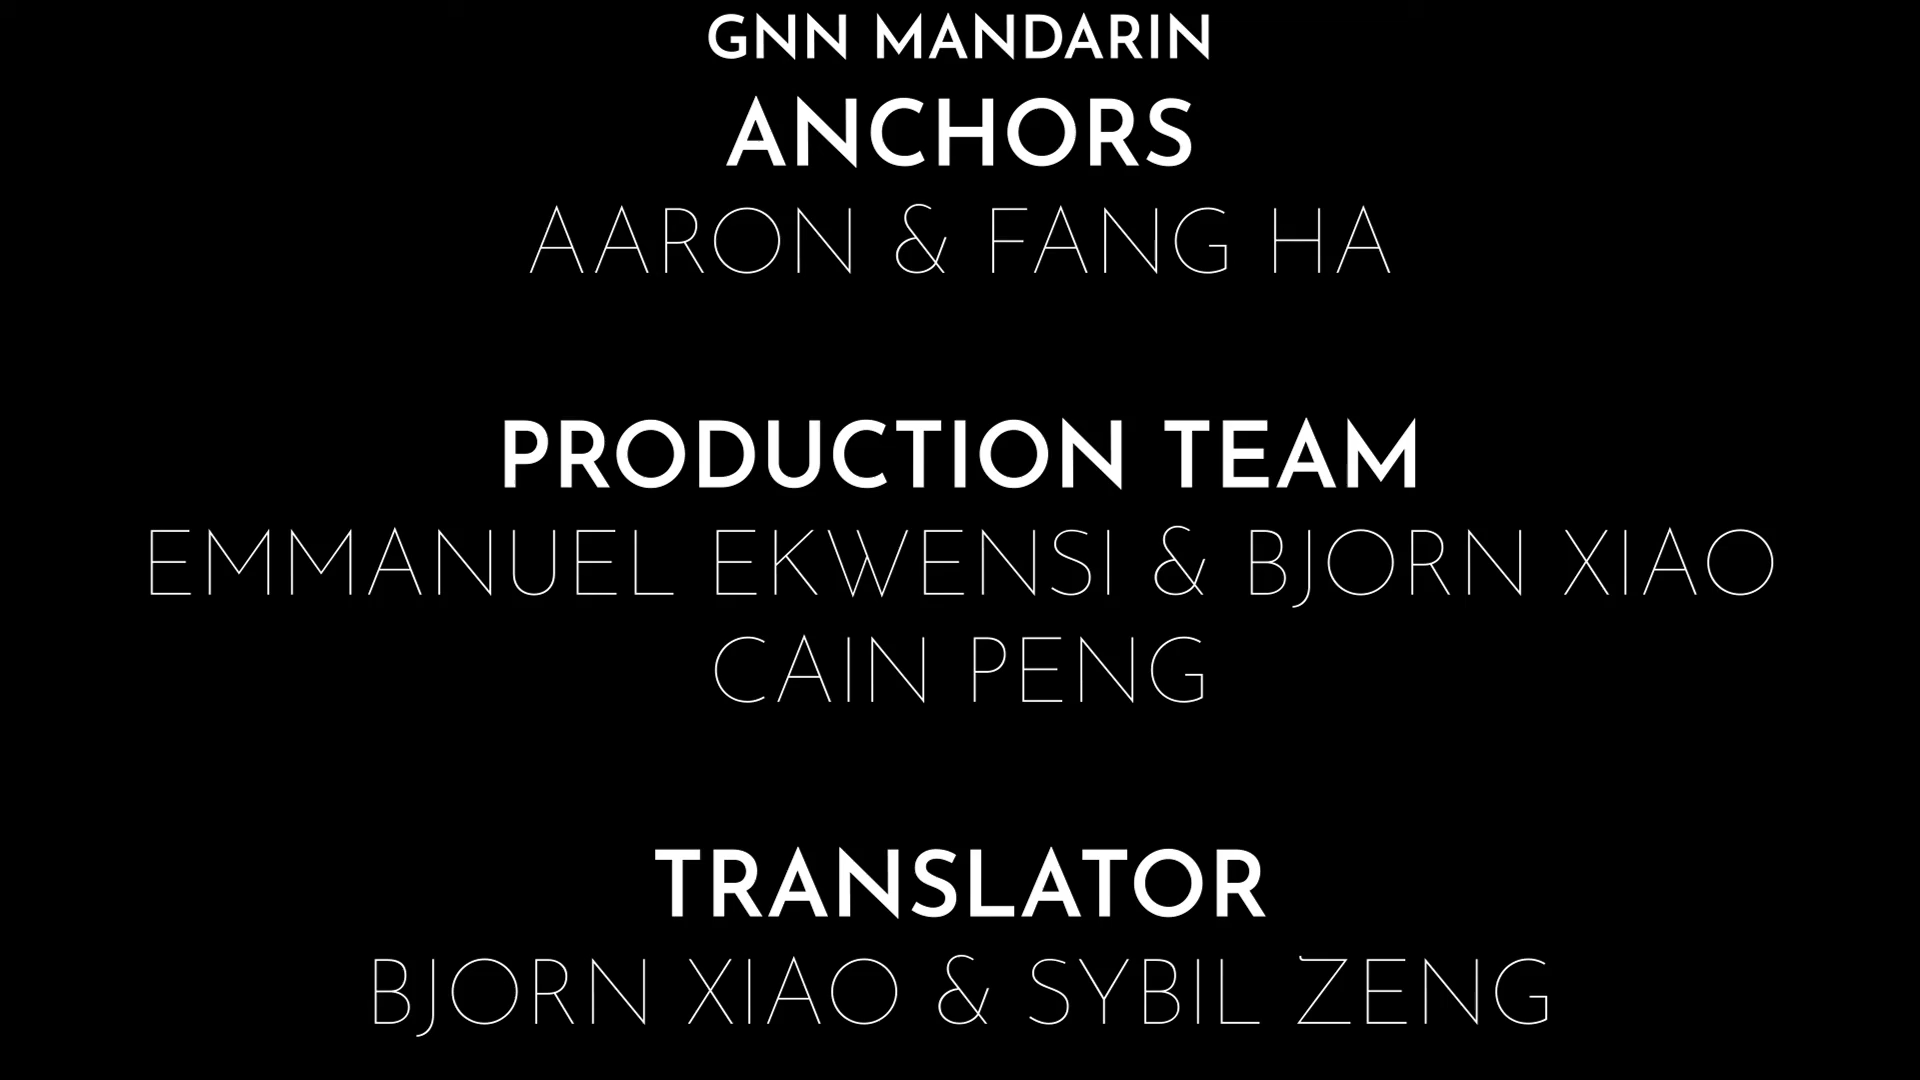 GNN MANDARIN
ANCHORS
AARON & FANG HA
PRODUCTION TEAM
EMMANUEL EKWENSI & BJORN XIAO
CAIN PENG
TRANSLATOR
BJORN XIAO & SYBIL ZENG